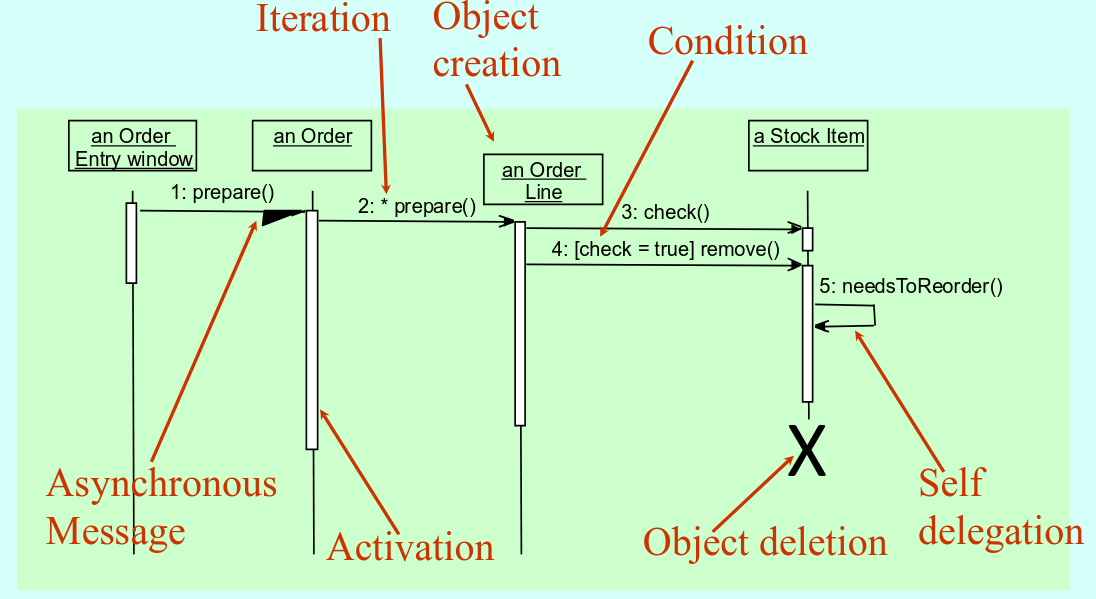 Iteration
Object
creation
Condition
an Order
Entry window
an Order
an Order
Line
a Stock Item
1: prepare()
2: * prepare()
3: check()
4: [check = true] remove()
5: needsToReorder()
X
Asynchronous
Message
Activation
Object deletion
Self
delegation